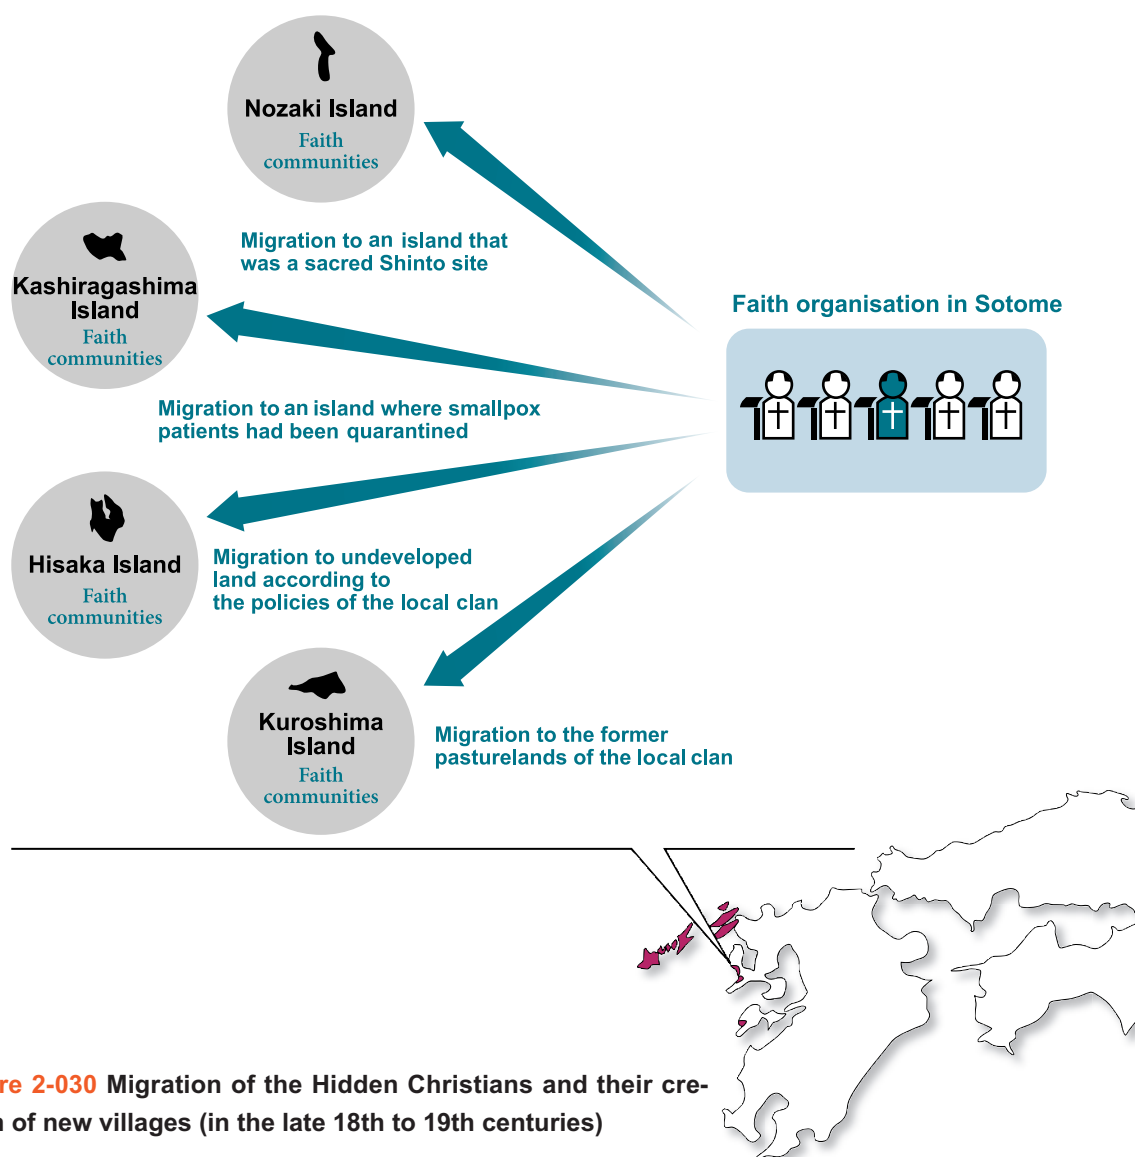 Nozaki Island
Faith
communities
Migration to an island that
was a sacred Shinto site
Kashiragashima
Island
Faith
communities
Faith organisation in Sotome
Migration to an island where smallpox
patients had been quarantined
Hisaka Island
Faith
communities
Migration to undeveloped
land according to
the policies of the local clan
Kuroshima
Island
Faith
communities
Migration to the former
pasturelands of the local clan
re 2-030 Migration of the Hidden Christians and their cre-
n of new villages (in the late 18th to 19th centuries)